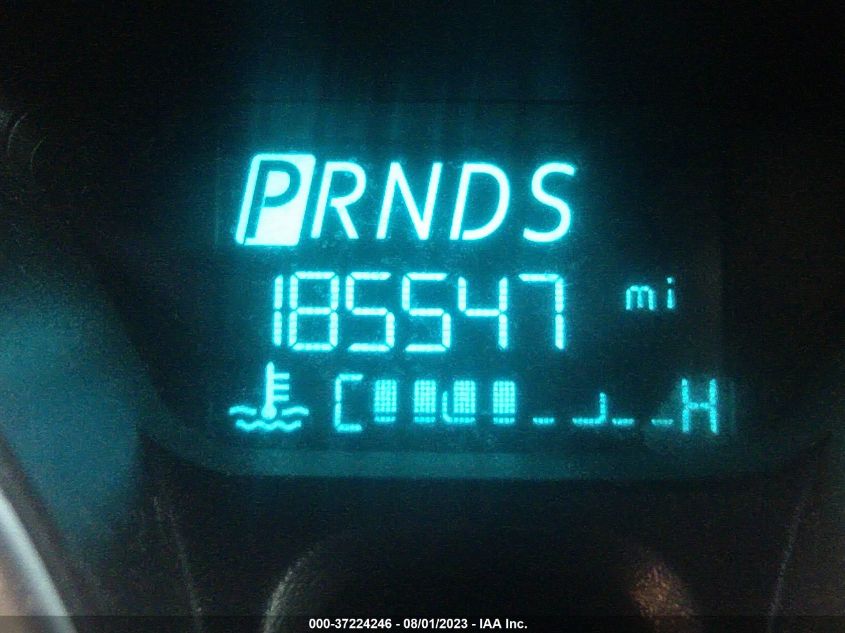 PRNDS
185547 mi
C H
000-37224246 - 08/01/2023 - IAA Inc.